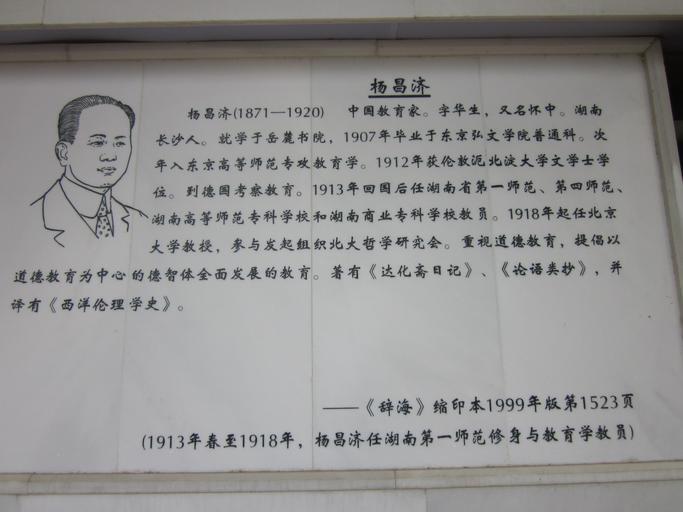 杨昌济
杨昌济(1871—1920) 中国教育家。字华生，又名怀中。湖南
长沙人。就学于岳麓书院，1907年毕业于东京弘文学院普通科。次
年入东京高等师范专攻教育学。1912年获伦敦泥北淀大学文学士学
位。到德国考察教育。1913年回国后任湖南省第一师范、第四师范、
湖南高等师范专科学校和湖南商业专科学校教员。1918年起任北京
大学教授，参与发起组织北大哲学研究会。重视道德教育，提倡以
道德教育为中心的德智体全面发展的教育。著有《达化斋日记》、《论语类抄》，并
译有《西洋伦理学史》。
——《辞海》缩印本1999年版第1523页
(1913年春至1918年，杨昌济任湖南第一师范修身与教育学教员)